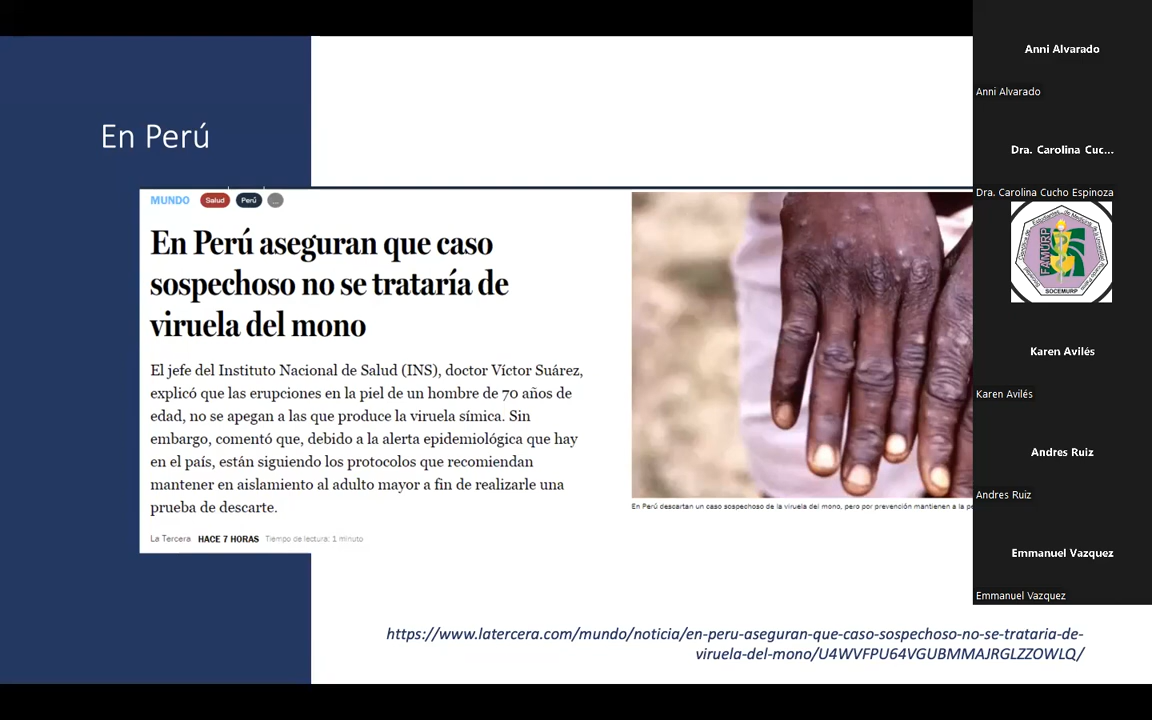 En Perú
MUNDO Salud Perú ...
En Perú aseguran que caso
sospechoso no se trataría de
viruela del mono
El jefe del Instituto Nacional de Salud (INS), doctor Víctor Suárez,
explicó que las erupciones en la piel de un hombre de 70 años de
edad, no se apegan a las que produce la viruela símica. Sin
embargo, comentó que, debido a la alerta epidemiológica que hay
en el país, están siguiendo los protocolos que recomiendan
mantener en aislamiento al adulto mayor a fin de realizarle una
prueba de descarte.
La Tercera HACE 7 HORAS Tiempo de lectura: 1 minuto
En Perú descartan un caso sospechoso de la viruela del mono, pero por prevención mantienen a la pe
https://www.latercera.com/mundo/noticia/en-peru-aseguran-que-caso-sospechoso-no-se-trataria-de-
viruela-del-mono/U4WVFPU64VGUBMMAJRGLZZOWLQ/
Anni Alvarado
Anni Alvarado
Dra. Carolina Cuc...
Dra. Carolina Cucho Espinoza
FAMURP
SOCEMURP
Karen Avilés
Karen Avilés
Andres Ruiz
Andres Ruiz
Emmanuel Vazquez
Emmanuel Vazquez